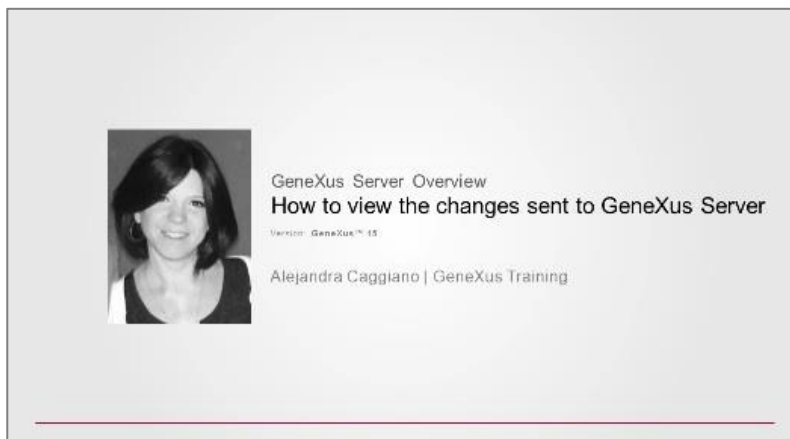 GeneXus Server Overview
How to view the changes sent to GeneXus Server
Version: GeneXus™ 15
Alejandra Caggiano | GeneXus Training